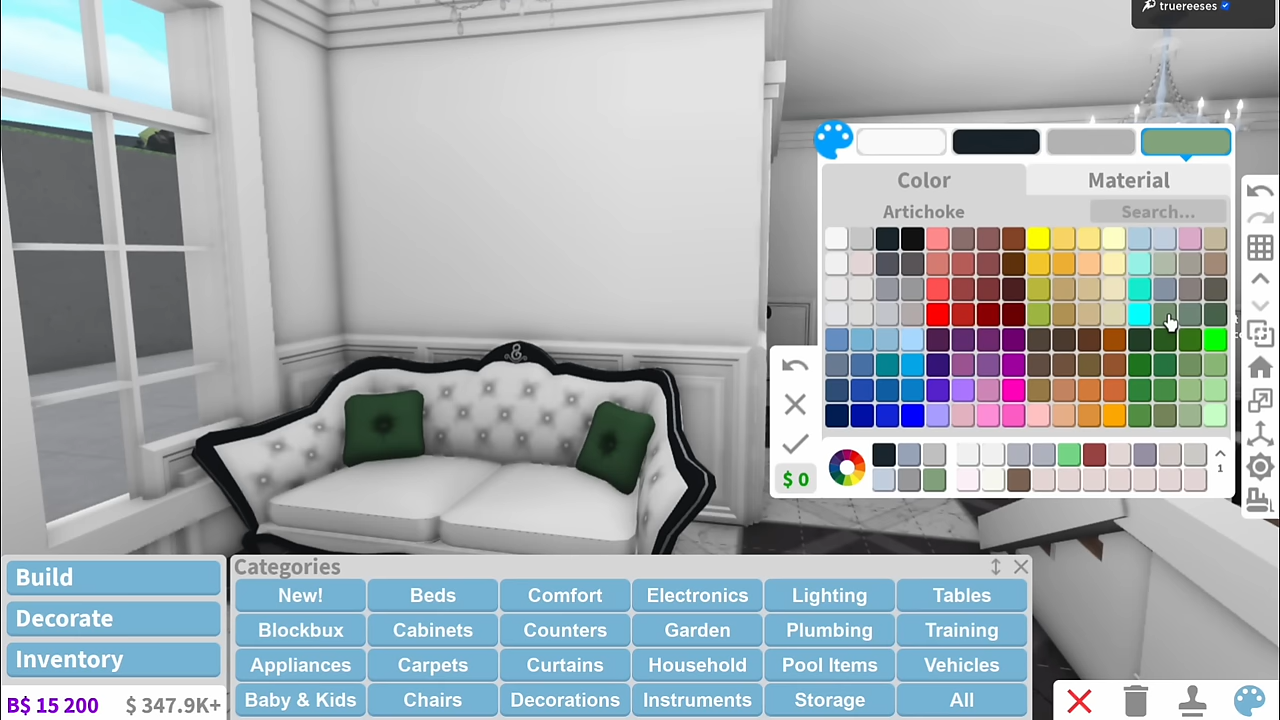 truereeses
Color
Material
Artichoke
Search...
1
$ 0
Build
Decorate
Inventory
B$ 15 200
$ 347.9K+
Categories
New!
Beds
Comfort
Electronics
Lighting
Tables
Blockbux
Cabinets
Counters
Garden
Plumbing
Training
Appliances
Carpets
Curtains
Household
Pool Items
Vehicles
Baby & Kids
Chairs
Decorations
Instruments
Storage
All